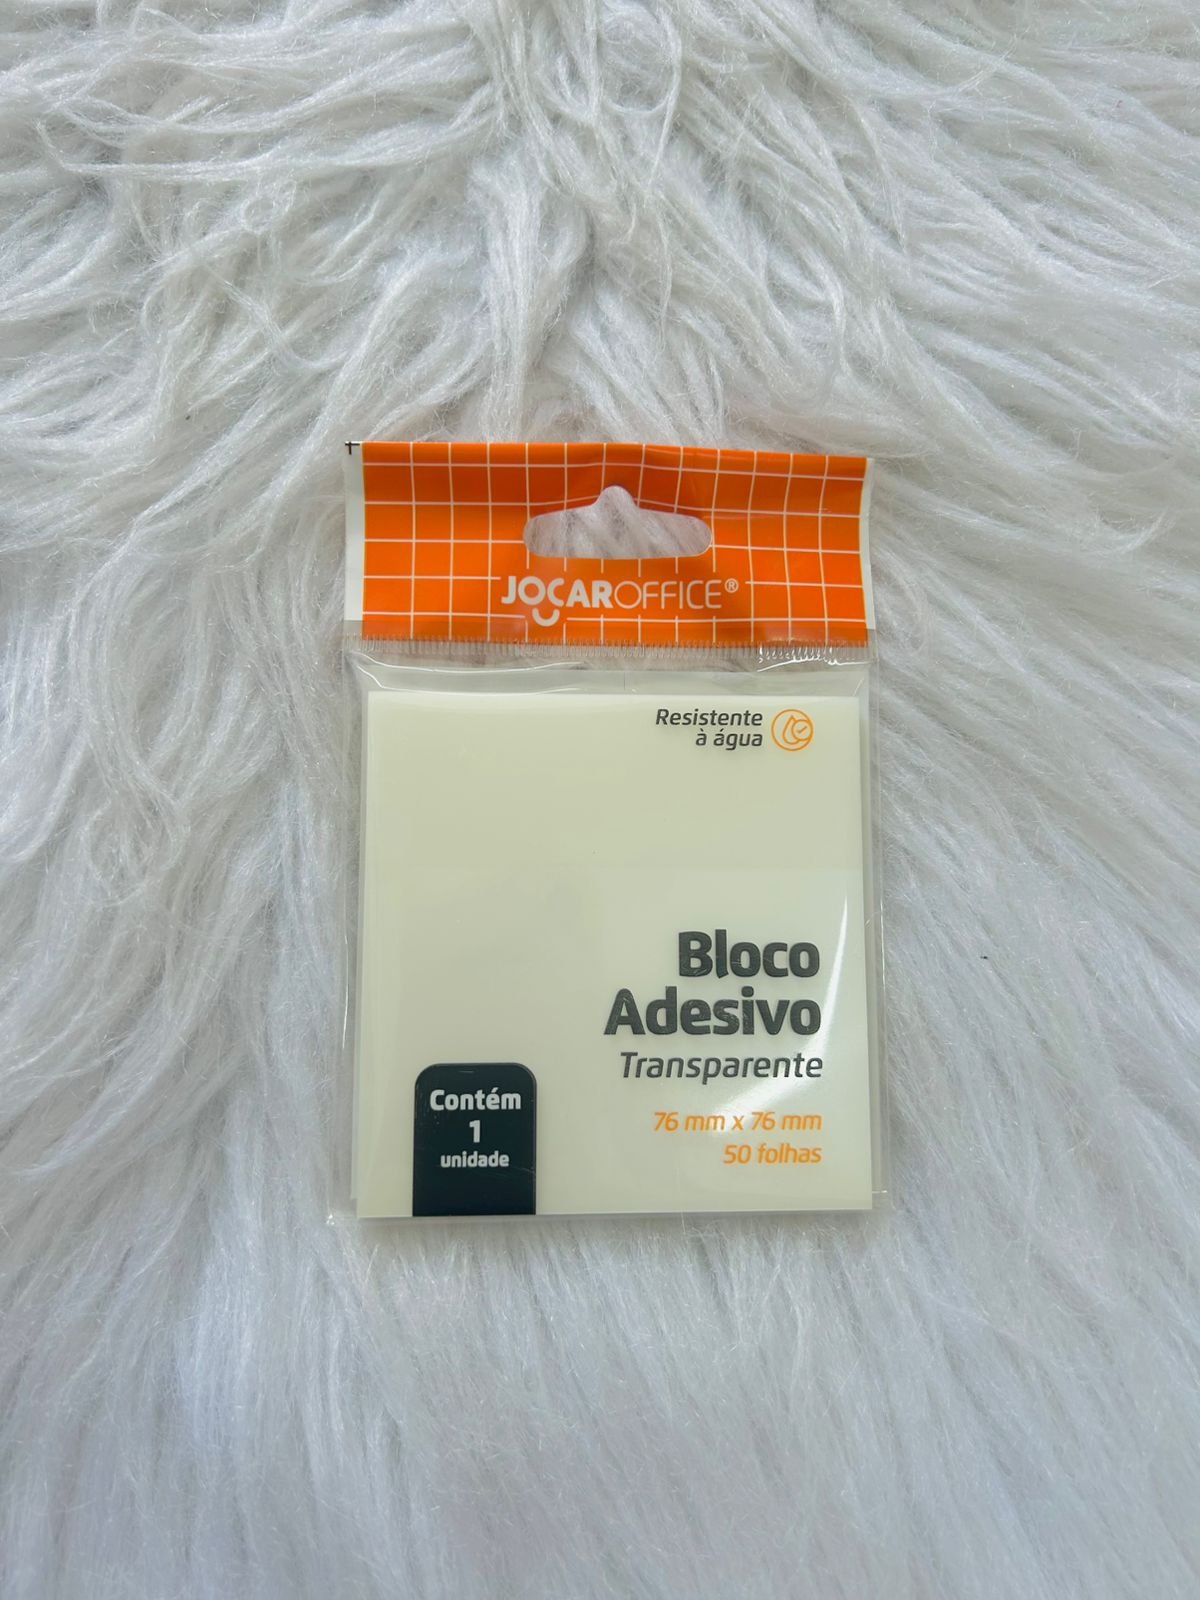 JOCAROFFICE®
Resistente
à água
Bloco
Adesivo
Transparente
76 mm x 76 mm
50 folhas
Contém
1
unidade